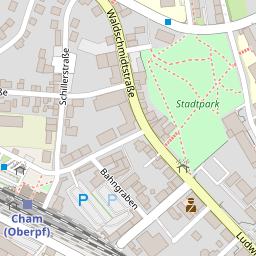 Waldschmidtstraße
Schillerstraße
Stadtpark
Bahngraben
P
P
Cham
(Oberpf)
Ludw